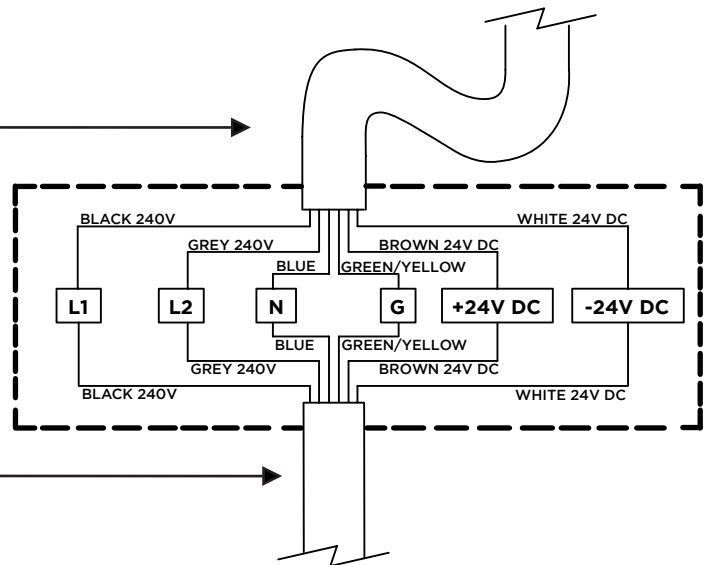 BLACK 240V WHITE 24V DC
GREY 240V BROWN 24V DC
BLUE GREEN/YELLOW
L1 L2 N G +24V DC -24V DC
BLUE GREEN/YELLOW
GREY 240V BROWN 24V DC
BLACK 240V WHITE 24V DC